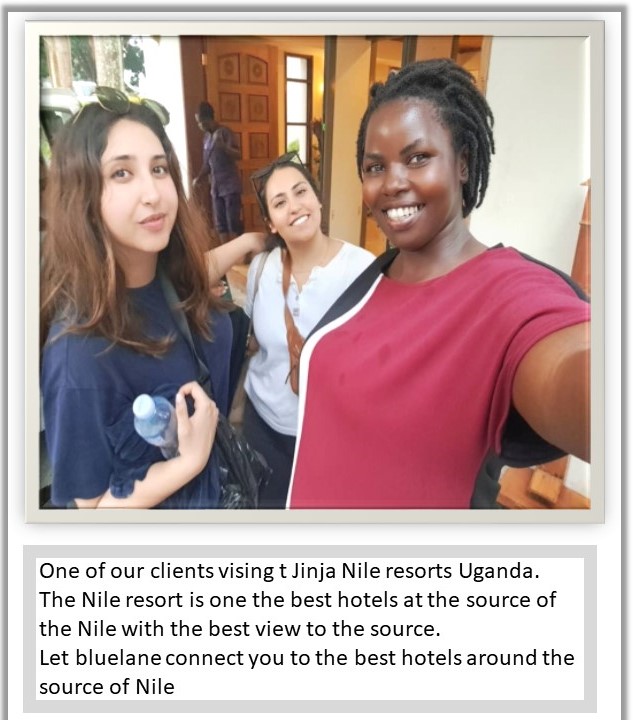 One of our clients vising t Jinja Nile resorts Uganda.
The Nile resort is one the best hotels at the source of
the Nile with the best view to the source.
Let bluelane connect you to the best hotels around the
source of Nile